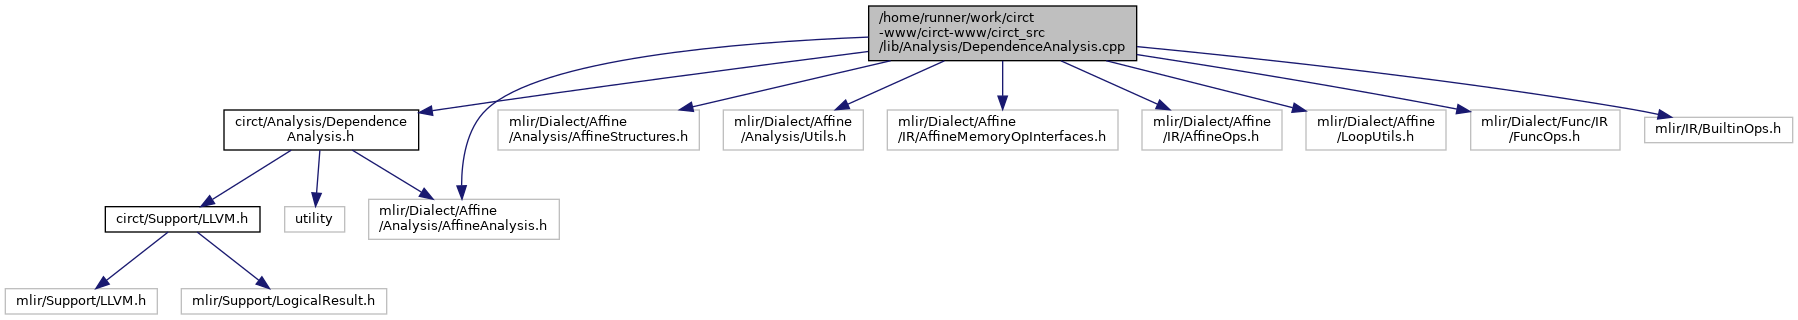 /home/runner/work/circt
-www/circt-www/circt_src
/lib/Analysis/DependenceAnalysis.cpp
circt/Analysis/Dependence
Analysis.h
mlir/Dialect/Affine
/Analysis/AffineStructures.h
mlir/Dialect/Affine
/Analysis/Utils.h
mlir/Dialect/Affine
/IR/AffineMemoryOpInterfaces.h
mlir/Dialect/Affine
/IR/AffineOps.h
mlir/Dialect/Affine
/LoopUtils.h
mlir/Dialect/Func/IR
/FuncOps.h
mlir/IR/BuiltinOps.h
circt/Support/LLVM.h
utility
mlir/Dialect/Affine
/Analysis/AffineAnalysis.h
mlir/Support/LLVM.h
mlir/Support/LogicalResult.h